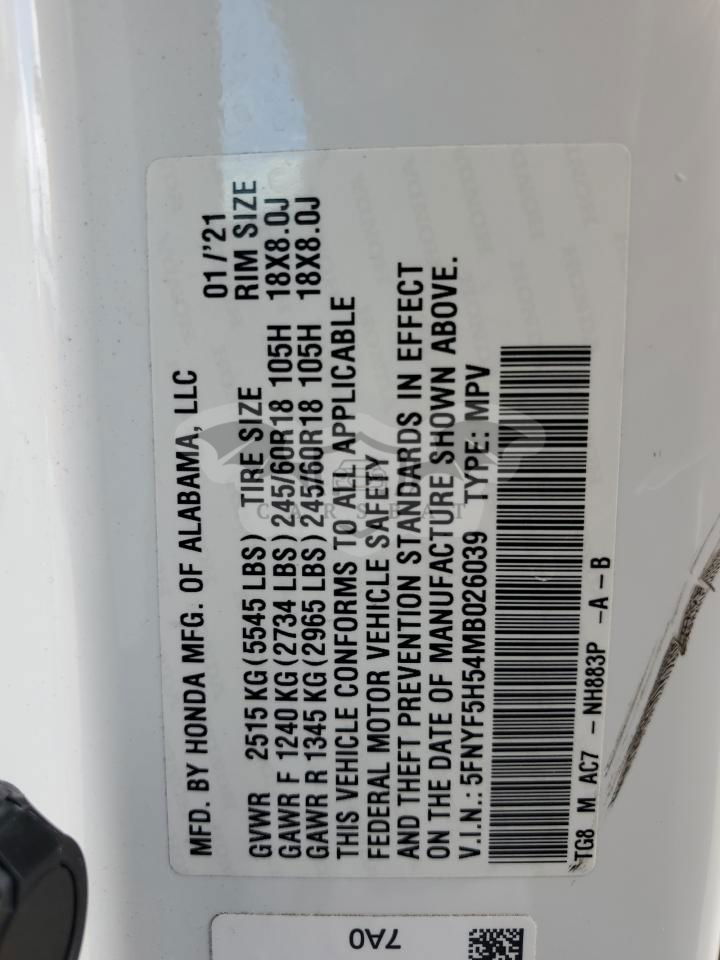 MFD. BY HONDA MFG. OF ALABAMA, LLC 01/'21
GVWR 2515 KG(5545 LBS) TIRE SIZE RIM SIZE
GAWR F 1240 KG(2734 LBS) 245/60R18 105H 18X8.0J
GAWR R 1345 KG(2965 LBS) 245/60R18 105H 18X8.0J
THIS VEHICLE CONFORMS TO ALL APPLICABLE
FEDERAL MOTOR VEHICLE SAFETY
AND THEFT PREVENTION STANDARDS IN EFFECT
ON THE DATE OF MANUFACTURE SHOWN ABOVE.
V.I.N.: 5FNYF5H54MB026039 TYPE: MPV
TG8 M AC7 - NH883P -A-B
7A0
CARSBAT
HONDA